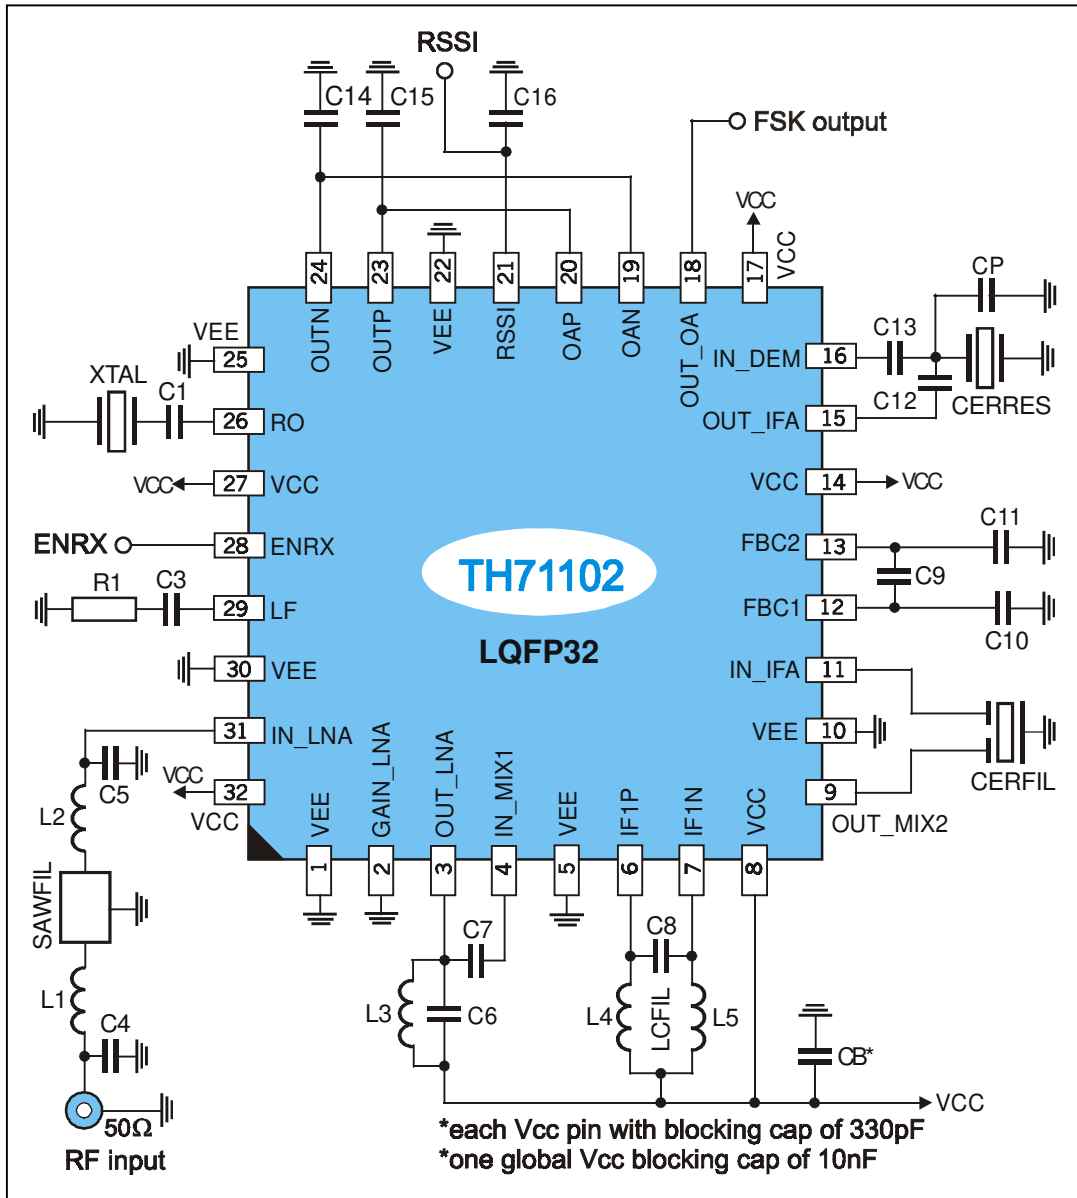 RSSI
C14
C15
C16
FSK output
VCC
VCC
24
23
22
21
20
19
18
17
OUTN
OUTP
VEE
RSSI
OAP
OAN
OUT_OA
CP
VEE
25
C13
IN_DEM
16
XTAL
C1
C12
CERRES
26
RO
OUT_IFA
15
VCC
27
VCC
VCC
14
VCC
C11
ENRX
28
ENRX
FBC2
13
C9
R1
C3
TH71102
29
LF
FBC1
12
C10
LQFP32
30
VEE
IN_IFA
11
31
IN_LNA
VEE
10
CERFIL
C5
VCC
32
VCC
9
OUT_MIX2
L2
VEE
GAIN_LNA
OUT_LNA
IN_MIX1
VEE
IF1P
IF1N
VCC
1
2
3
4
5
6
7
8
SAWFIL
C7
C8
L1
L3
C6
L4
LCFIL
L5
C4
CB*
VCC
50Ω
RF input
*each Vcc pin with blocking cap of 330pF
*one global Vcc blocking cap of 10nF